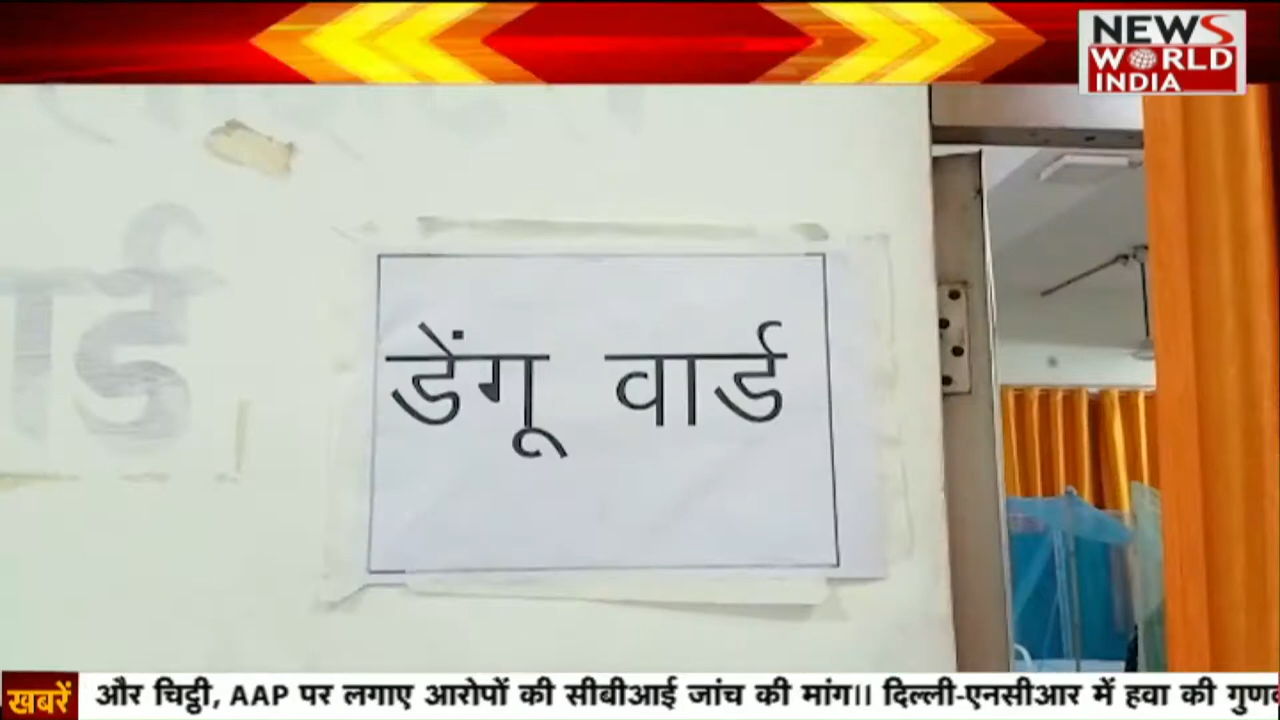 NEWS
WORLD
INDIA
डेंगू वार्ड
खबरें
और चिट्ठी, AAP पर लगाए आरोपों की सीबीआई जांच की मांग।। दिल्ली-एनसीआर में हवा की